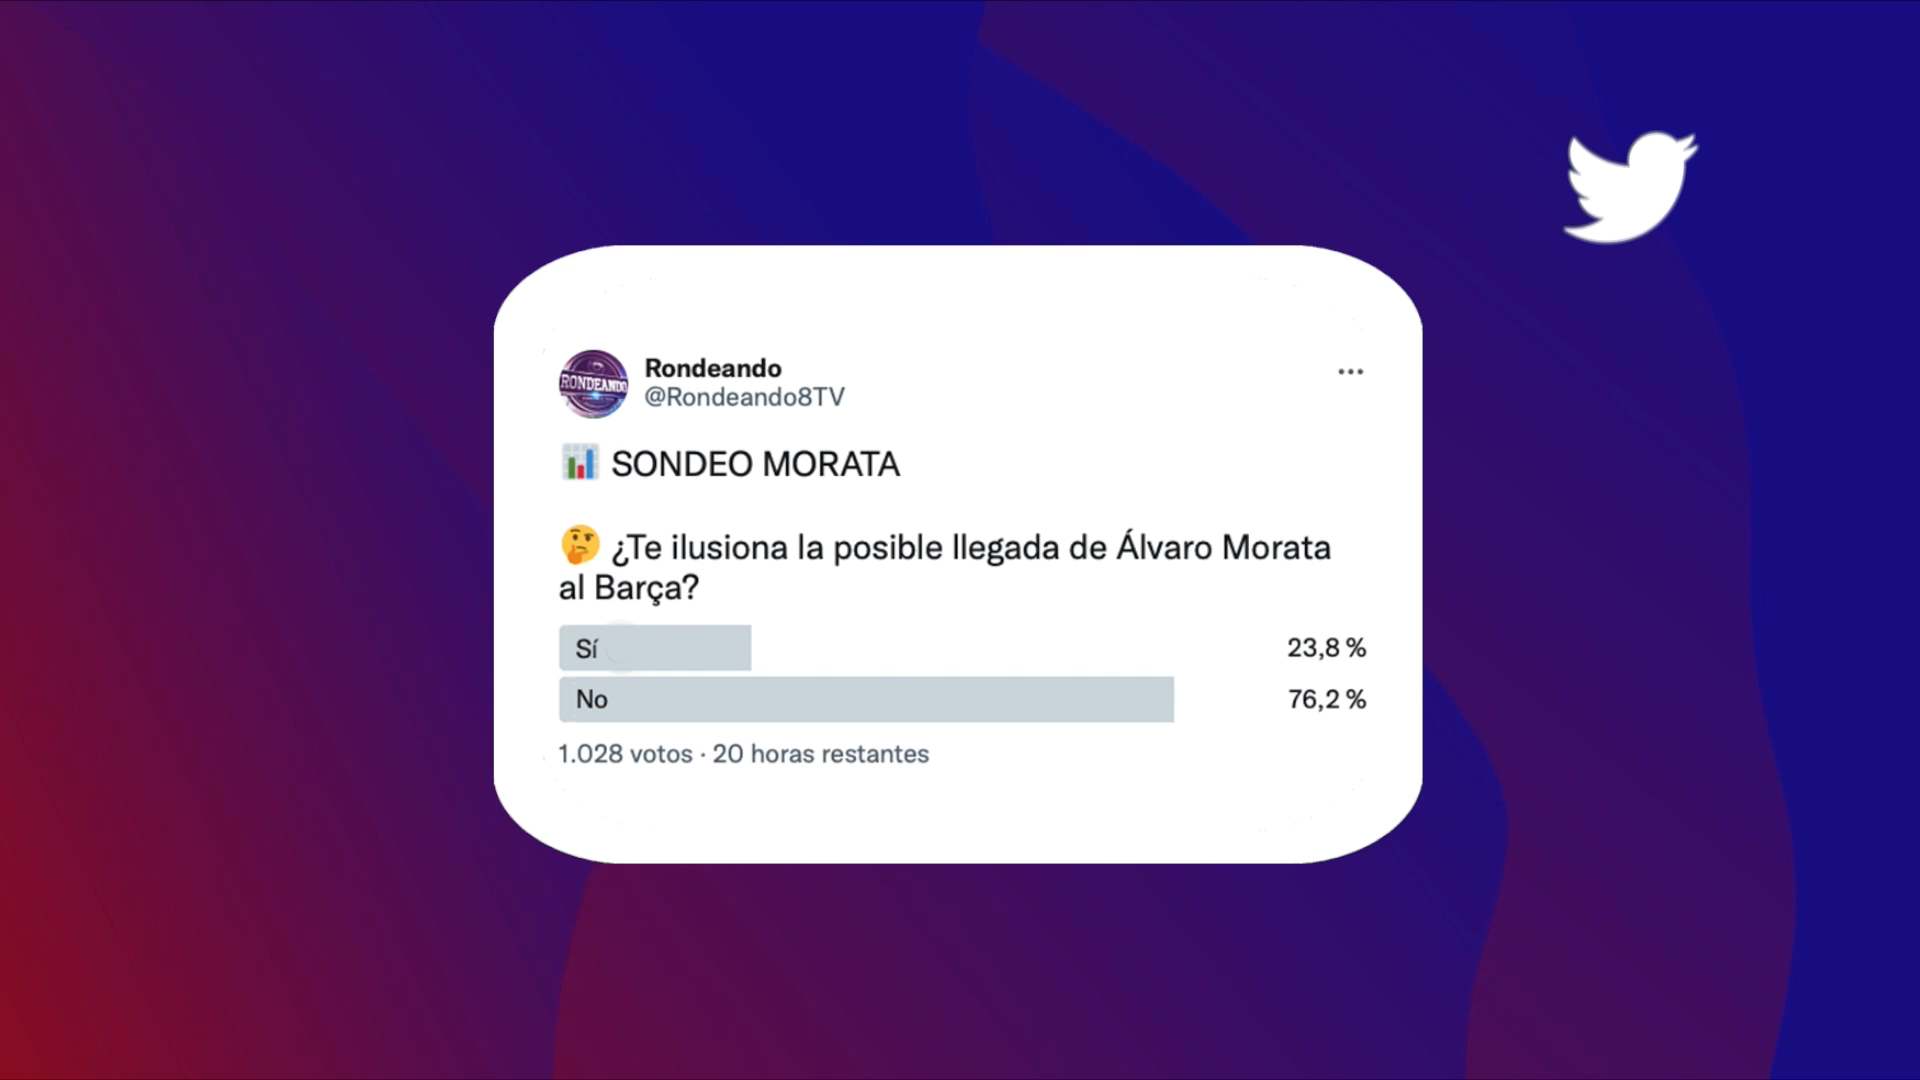 RONDEANDO
Rondeando
@Rondeando8TV
SONDEO MORATA
¿Te ilusiona la posible llegada de Álvaro Morata
al Barça?
Sí 23,8 %
No 76,2 %
1.028 votos · 20 horas restantes